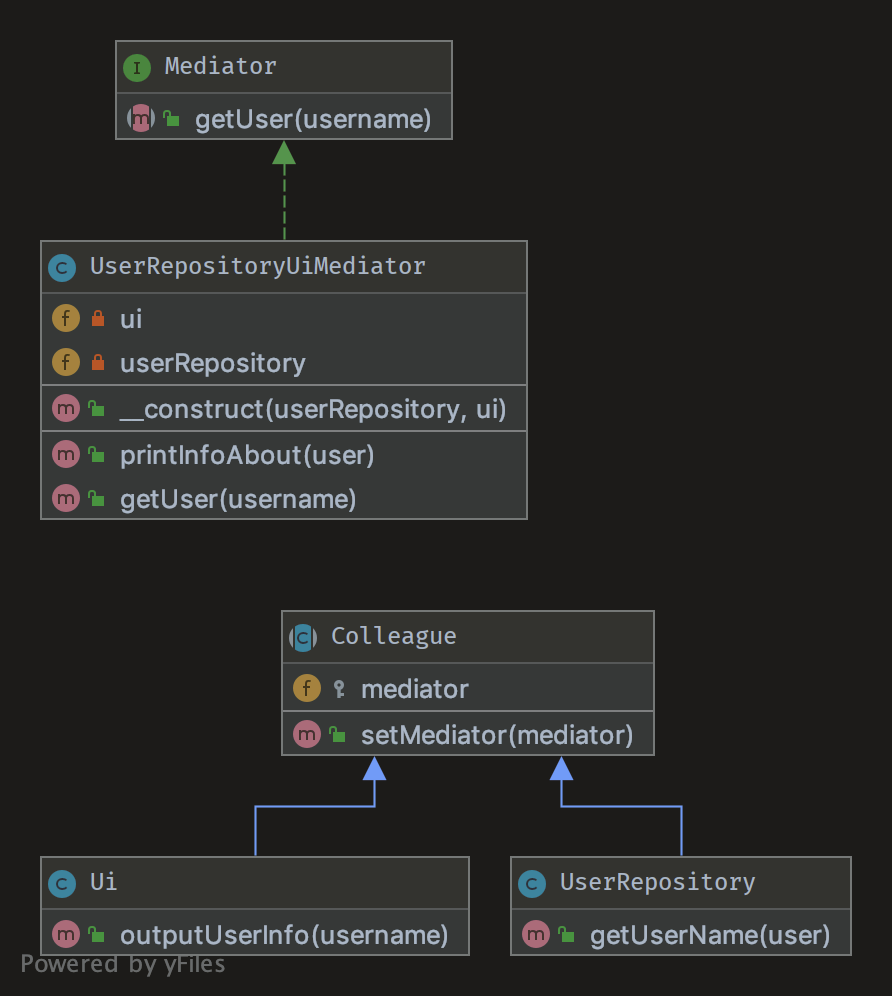 I Mediator
m getUser(username)
C UserRepositoryUiMediator
f ui
f userRepository
m __construct(userRepository, ui)
m printInfoAbout(user)
m getUser(username)
C Colleague
f mediator
m setMediator(mediator)
C Ui
m outputUserInfo(username)
C UserRepository
m getUserName(user)
Powered by yFiles